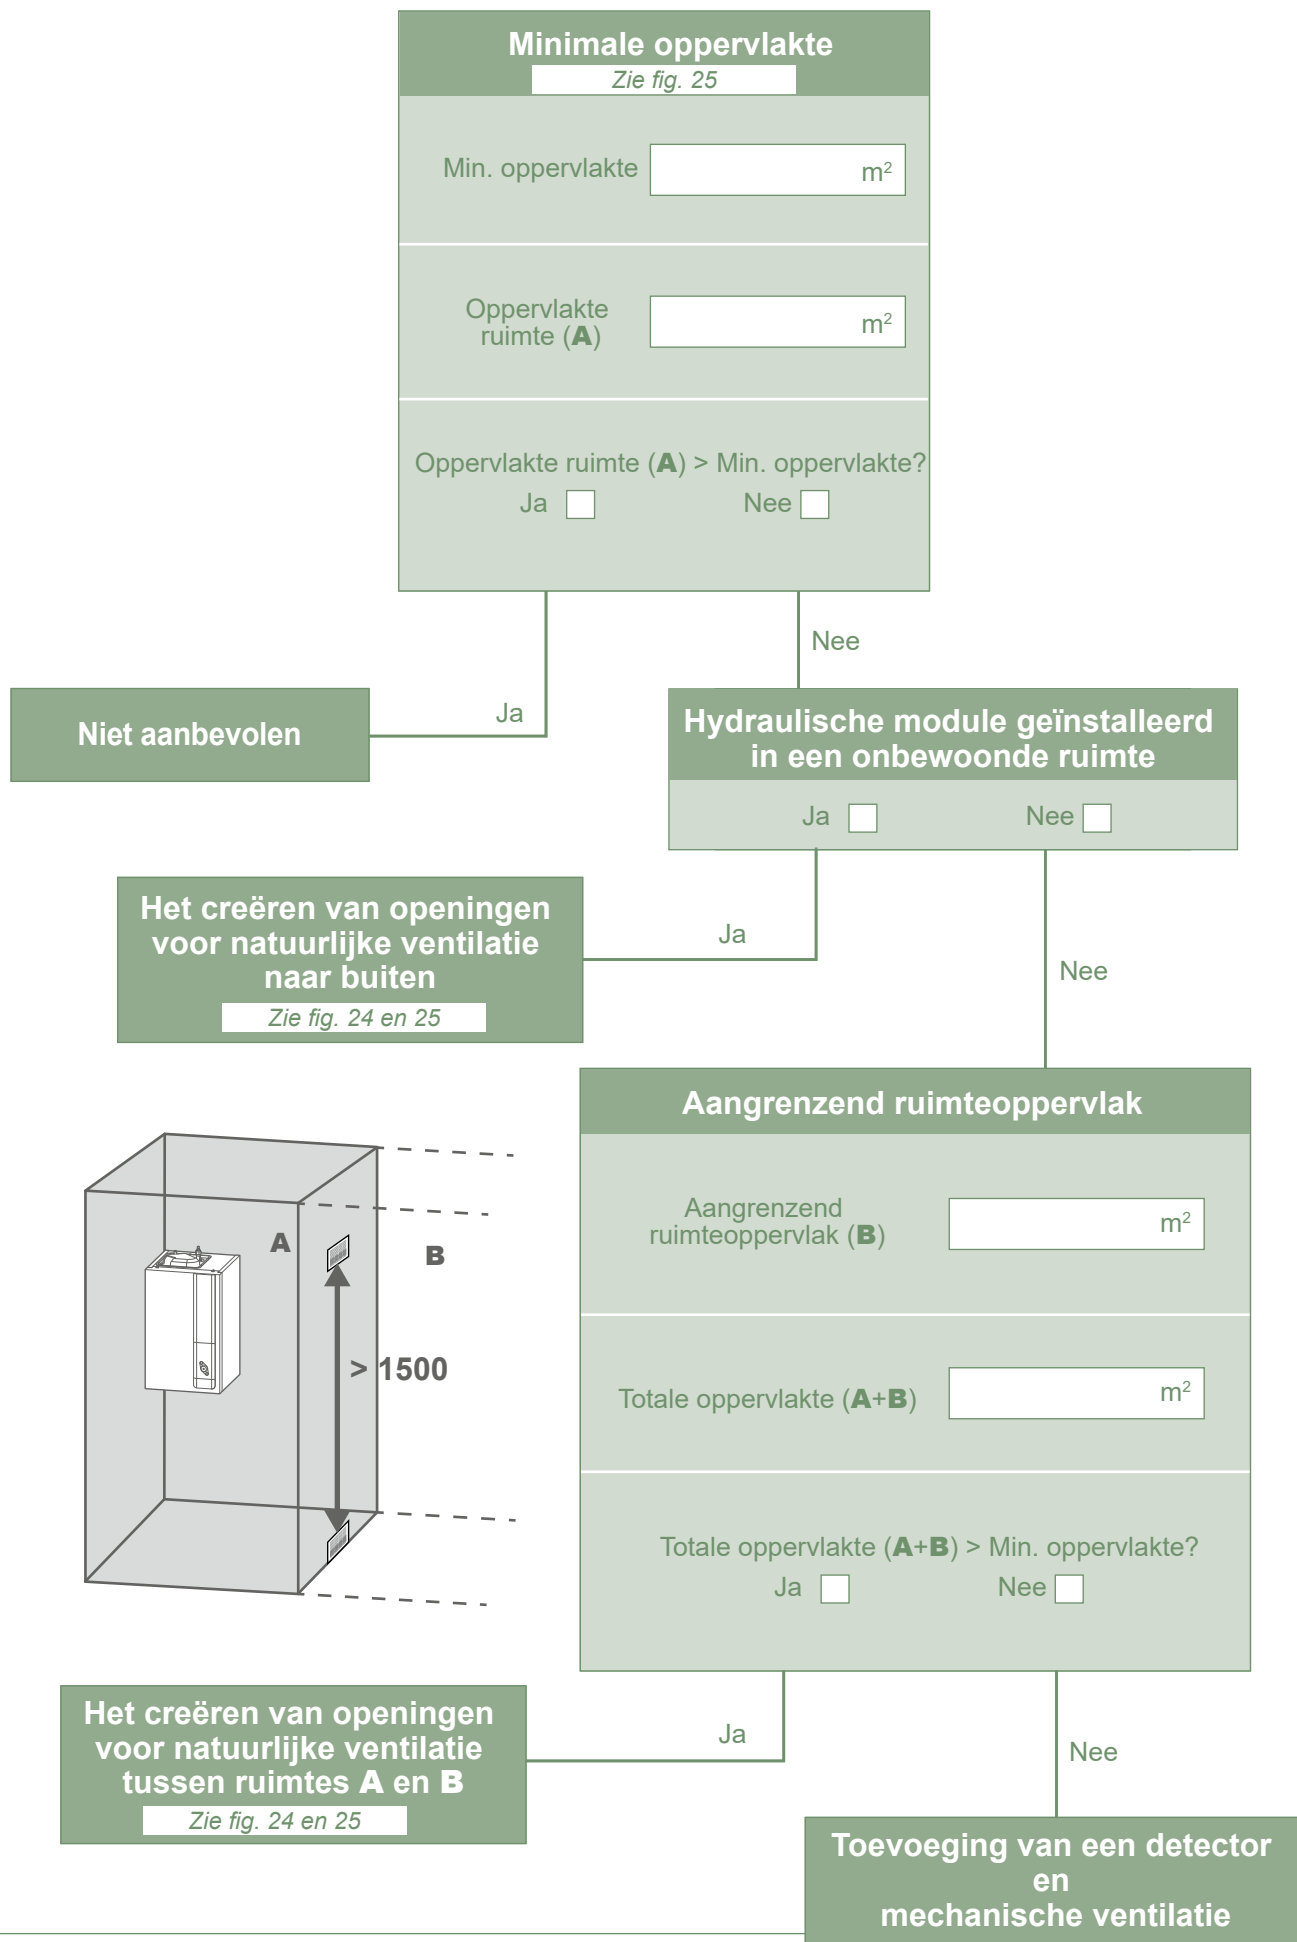 Minimale oppervlakte
Zie fig. 25
Min. oppervlakte
m²
Oppervlakte
ruimte (A)
m²
Oppervlakte ruimte (A) > Min. oppervlakte?
Ja
Nee
Nee
Ja
Niet aanbevolen
Hydraulische module geïnstalleerd
in een onbewoonde ruimte
Ja
Nee
Het creëren van openingen
voor natuurlijke ventilatie
naar buiten
Zie fig. 24 en 25
Ja
Nee
Aangrenzend ruimteoppervlak
Aangrenzend
ruimteoppervlak (B)
m²
A
B
> 1500
Totale oppervlakte (A+B)
m²
Totale oppervlakte (A+B) > Min. oppervlakte?
Ja
Nee
Het creëren van openingen
voor natuurlijke ventilatie
tussen ruimtes A en B
Zie fig. 24 en 25
Ja
Nee
Toevoeging van een detector
en
mechanische ventilatie